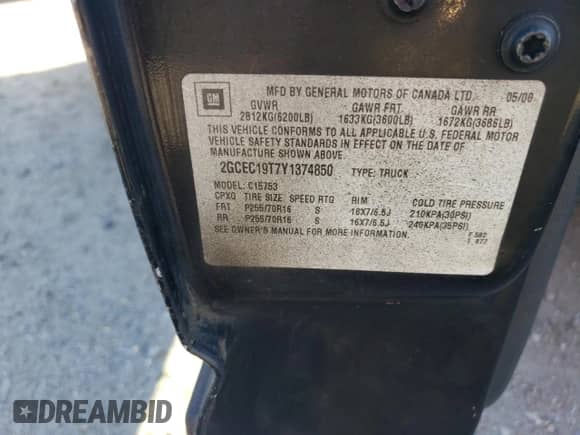 GM
MFD BY GENERAL MOTORS OF CANADA LTD. 05/00
GVWR GAWR FRT GAWR RR
2812KG(6200LB) 1633KG(3600LB) 1672KG(3686LB)
THIS VEHICLE CONFORMS TO ALL APPLICABLE U.S. FEDERAL MOTOR
VEHICLE SAFETY STANDARDS IN EFFECT ON THE DATE OF
MANUFACTURE SHOWN ABOVE.
2GCEC19T7Y1374850 TYPE: TRUCK
MODEL: C15753
CPXQ TIRE SIZE SPEED RTG RIM COLD TIRE PRESSURE
FRT P255/70R16 S 16X7/6.5J 210KPA(30PSI)
RR P255/70R16 S 16X7/6.5J 240KPA(35PSI)
SEE OWNER'S MANUAL FOR MORE INFORMATION.
DREAMBID